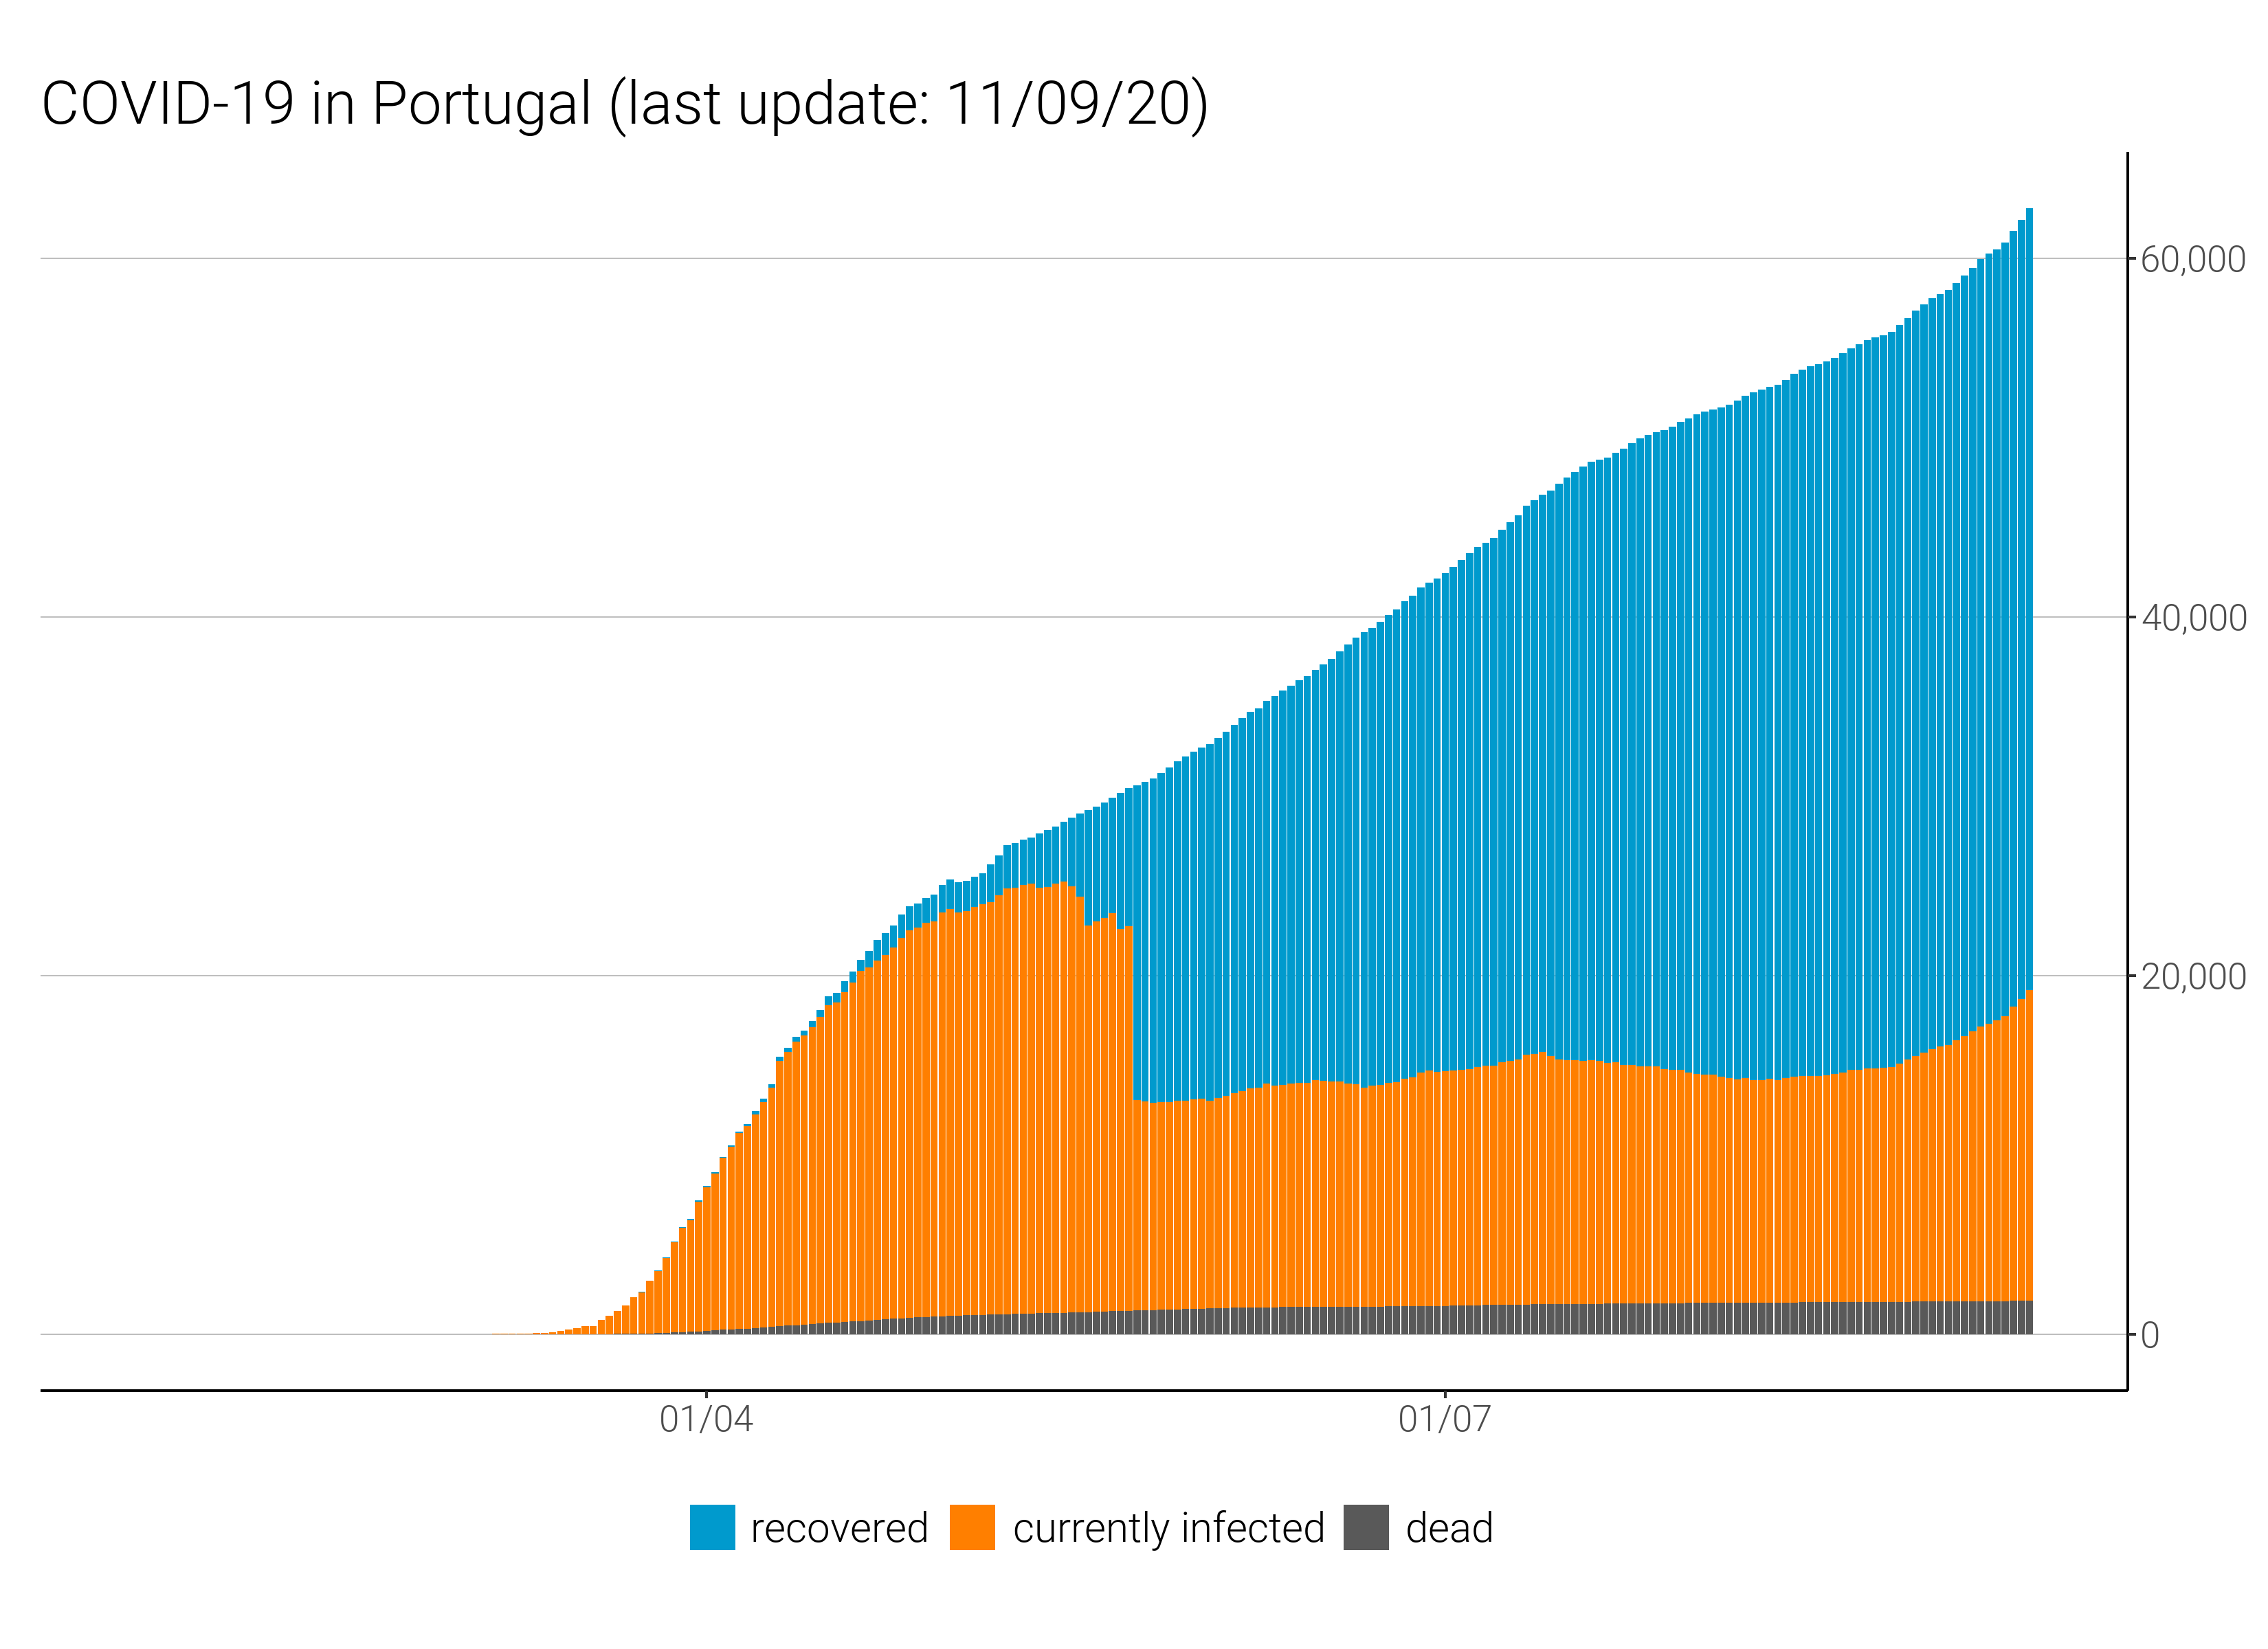 COVID-19 in Portugal (last update: 11/09/20)
60,000
40,000
20,000
0
01/04 01/07
recovered currently infected dead